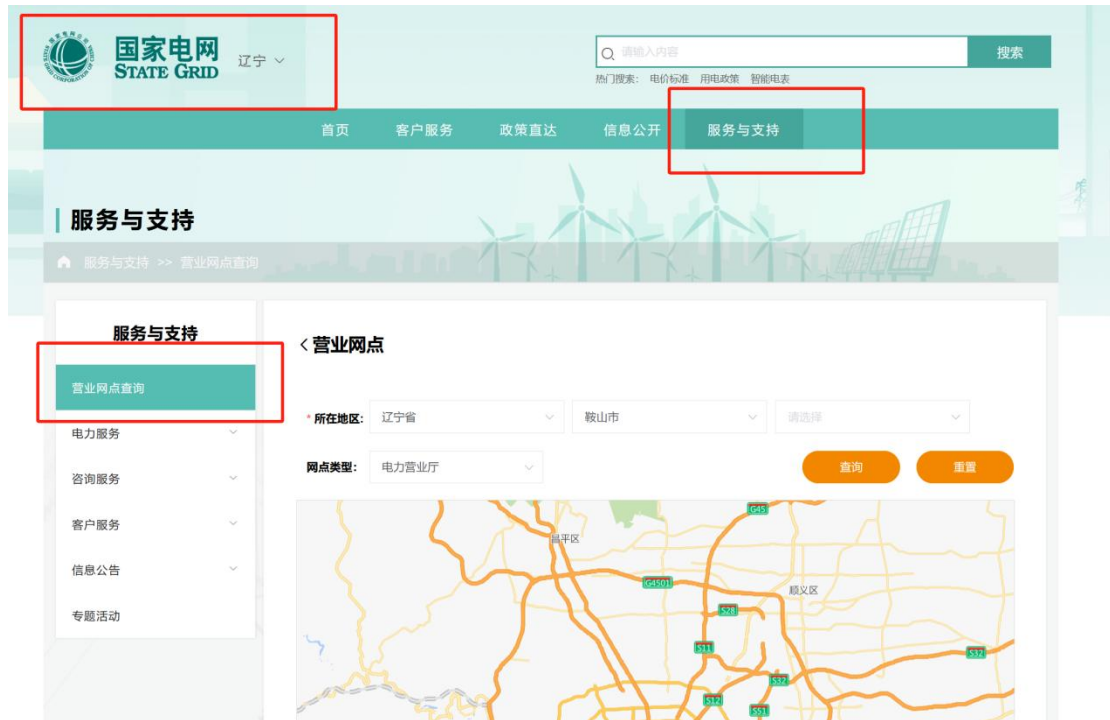 国家电网
STATE GRID
辽宁
请输入内容
搜索
热门搜索： 电价标准 用电政策 智能电表
首页 客户服务 政策直达 信息公开 服务与支持
服务与支持
服务与支持 >> 营业网点查询
服务与支持
营业网点查询
电力服务
咨询服务
客户服务
信息公告
专题活动
< 营业网点
* 所在地区: 辽宁省 鞍山市 请选择
网点类型: 电力营业厅
查询 重置
G45
昌平区
G4501
顺义区
S28
S11
S32
S32
S12
S51